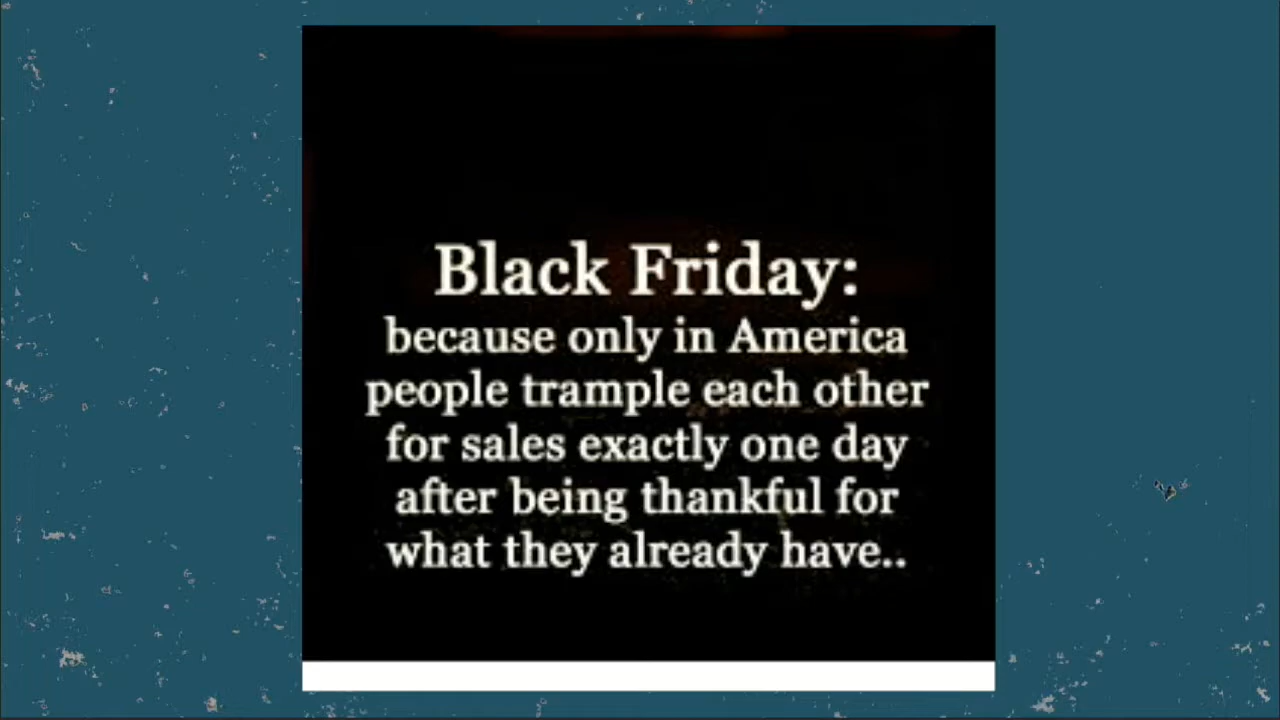 Black Friday:
because only in America
people trample each other
for sales exactly one day
after being thankful for
what they already have..